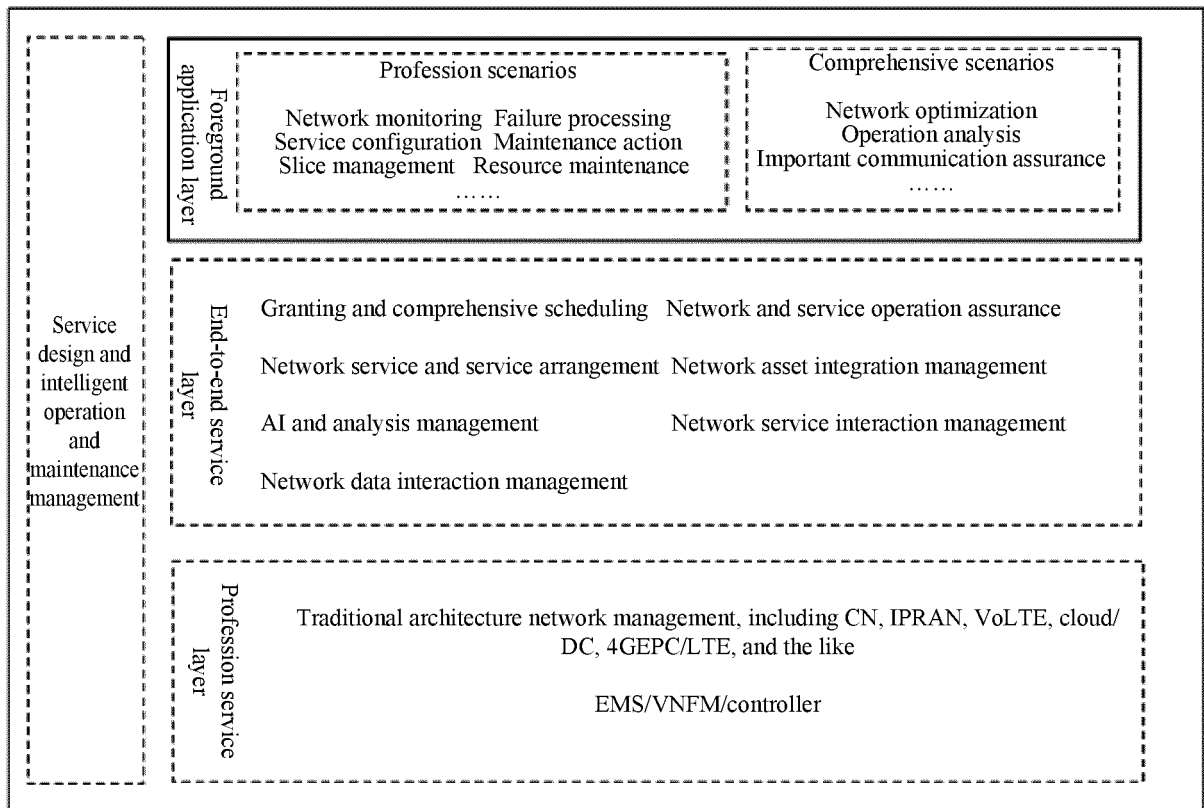 Service
design and
intelligent
operation
and
maintenance
management
Foreground
application layer
Profession scenarios
Network monitoring Failure processing
Service configuration Maintenance action
Slice management Resource maintenance
……
Comprehensive scenarios
Network optimization
Operation analysis
Important communication assurance
……
End-to-end service
layer
Granting and comprehensive scheduling Network and service operation assurance
Network service and service arrangement Network asset integration management
AI and analysis management Network service interaction management
Network data interaction management
Profession service
layer
Traditional architecture network management, including CN, IPRAN, VoLTE, cloud/
DC, 4GEPC/LTE, and the like
EMS/VNFM/controller